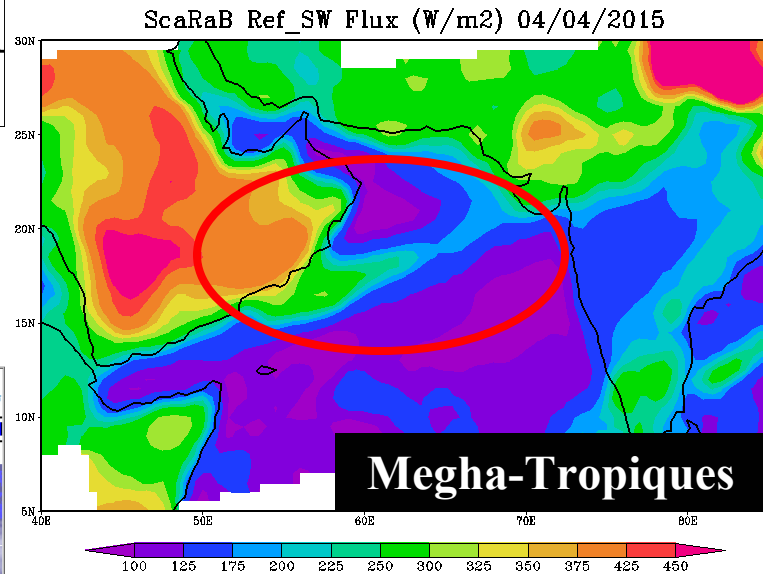 ScaRaB Ref_SW Flux (W/m2) 04/04/2015
30N
25N
20N
15N
10N
5N
40E 50E 60E 70E 80E
Megha-Tropiques
100 125 175 200 225 250 300 325 350 375 425 450